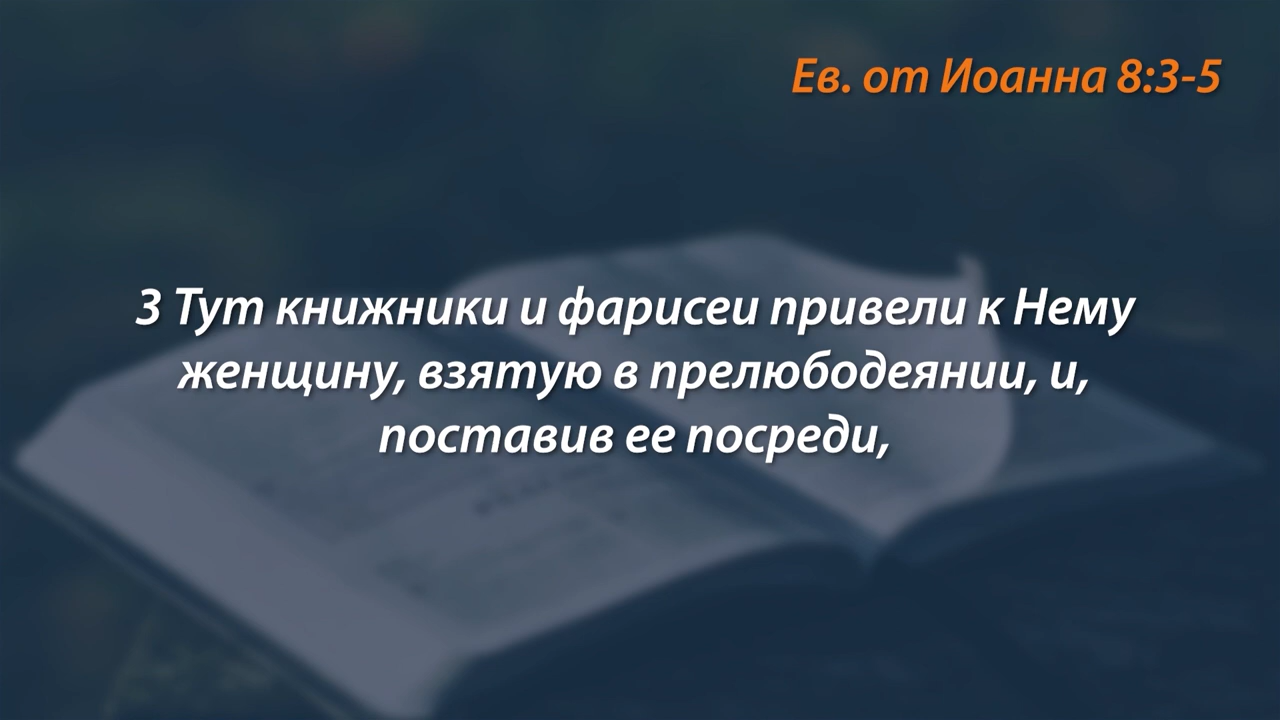 Ев. от Иоанна 8:3-5
3 Тут книжники и фарисеи привели к Нему
женщину, взятую в прелюбодеянии, и,
поставив ее посреди,